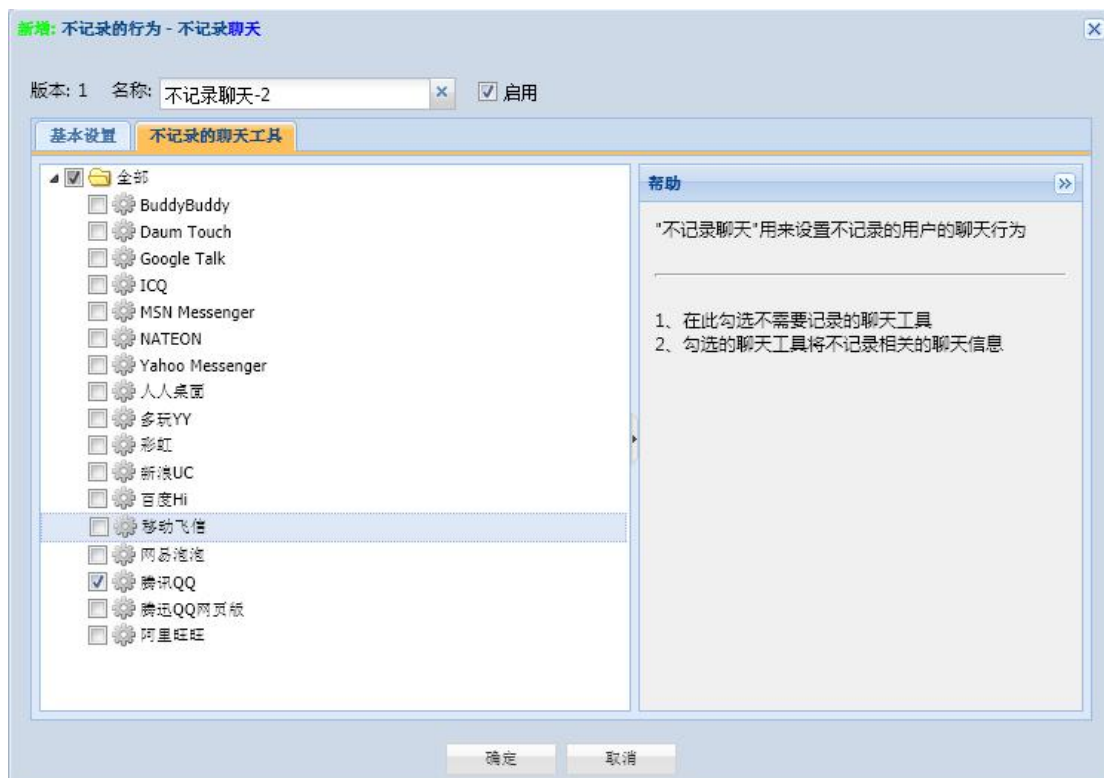 新增: 不记录的行为 - 不记录聊天
版本: 1 名称: 不记录聊天-2 启用
基本设置 不记录的聊天工具
全部
BuddyBuddy
Daum Touch
Google Talk
ICQ
MSN Messenger
NATEON
Yahoo Messenger
人人桌面
多玩YY
彩虹
新浪UC
百度Hi
移动飞信
网易泡泡
腾讯QQ
腾迅QQ网页版
阿里旺旺
帮助
"不记录聊天"用来设置不记录的用户的聊天行为
1、在此勾选不需要记录的聊天工具
2、勾选的聊天工具将不记录相关的聊天信息
确定 取消